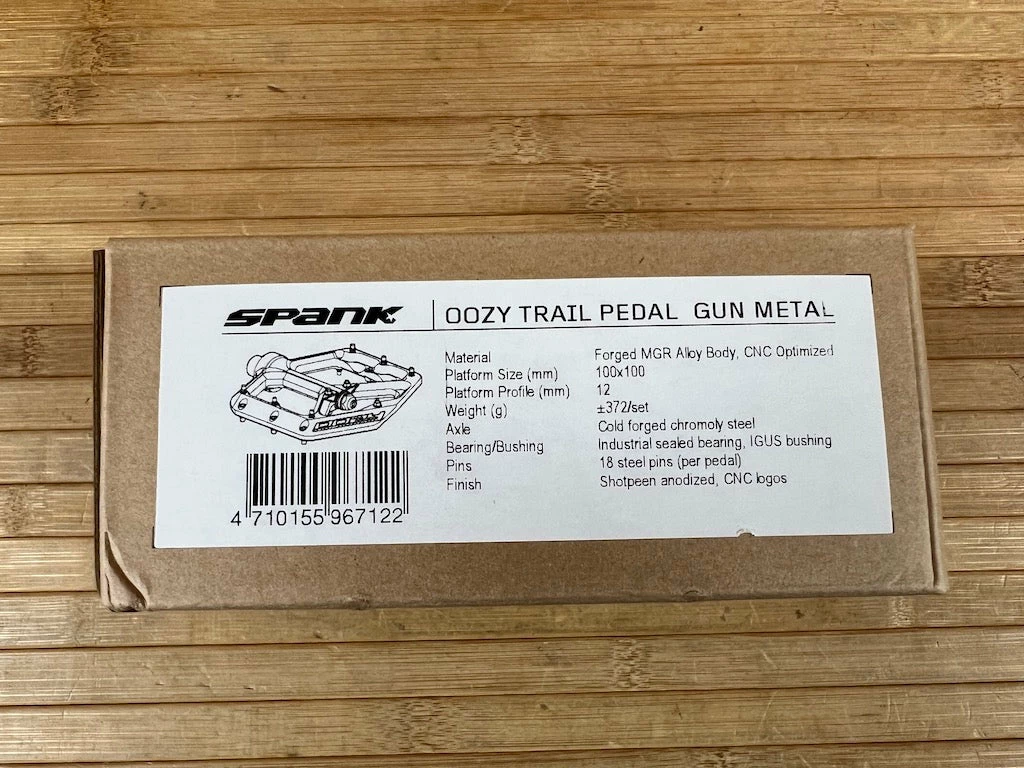 SPANK OOZY TRAIL PEDAL GUN METAL
Material Forged MGR Alloy Body, CNC Optimized
Platform Size (mm) 100x100
Platform Profile (mm) 12
Weight (g) ±372/set
Axle Cold forged chromoly steel
Bearing/Bushing Industrial sealed bearing, IGUS bushing
Pins 18 steel pins (per pedal)
Finish Shotpeen anodized, CNC logos
4 710155 967122